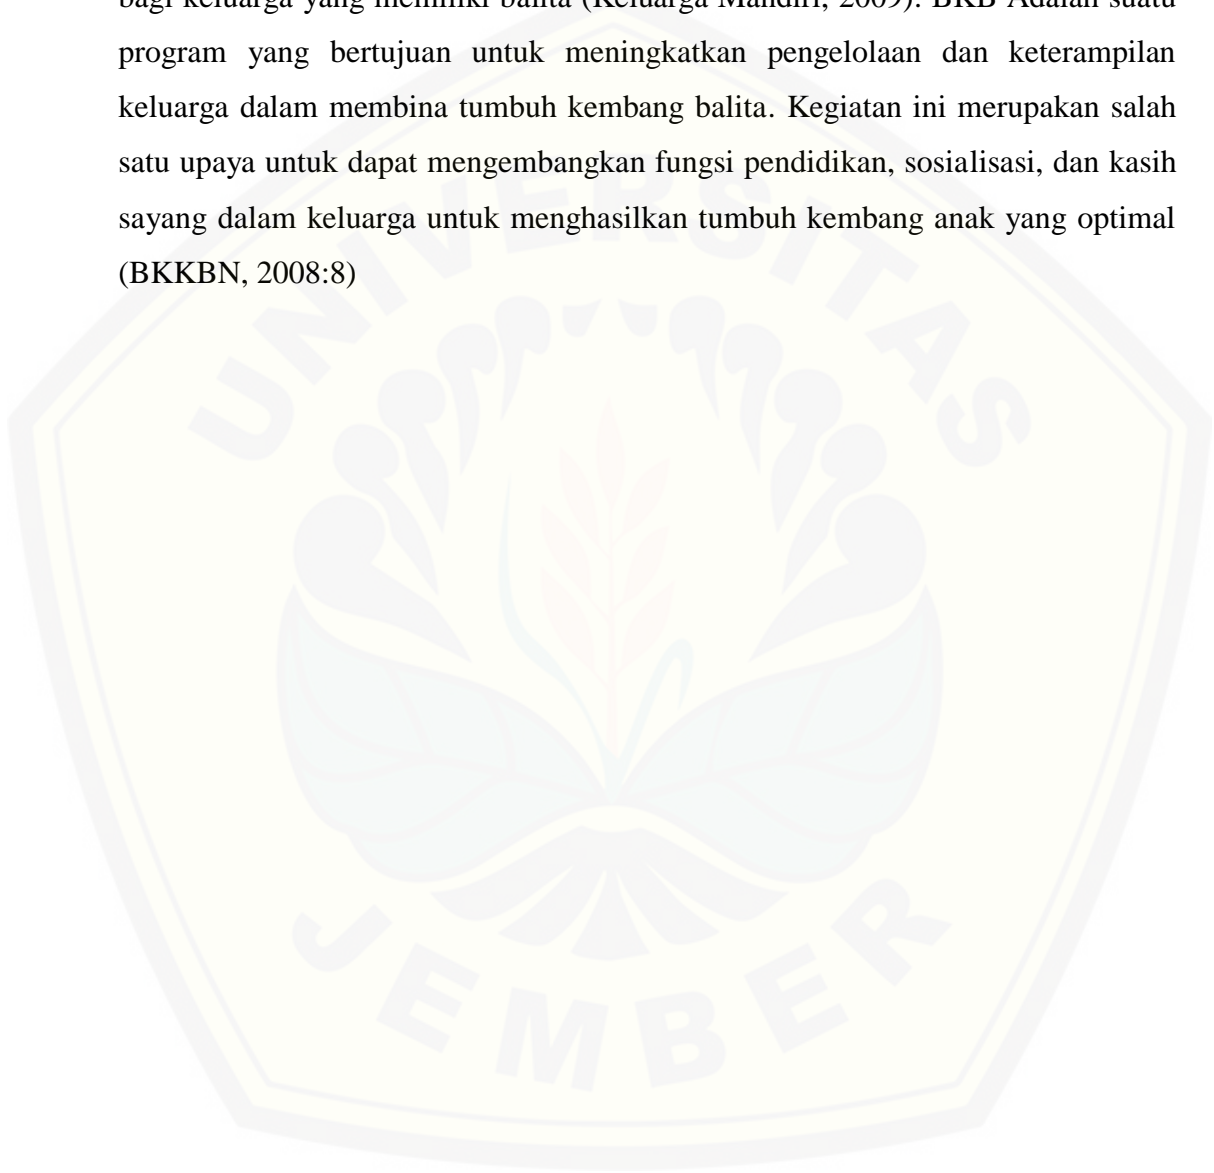 bagi keluarga yang memiliki balita (Keluarga Mandiri, 2009). BKB Adalah suatu
program yang bertujuan untuk meningkatkan pengelolaan dan keterampilan
keluarga dalam membina tumbuh kembang balita. Kegiatan ini merupakan salah
satu upaya untuk dapat mengembangkan fungsi pendidikan, sosialisasi, dan kasih
sayang dalam keluarga untuk menghasilkan tumbuh kembang anak yang optimal
(BKKBN, 2008:8)
UNIVERSITAS
JEMBER